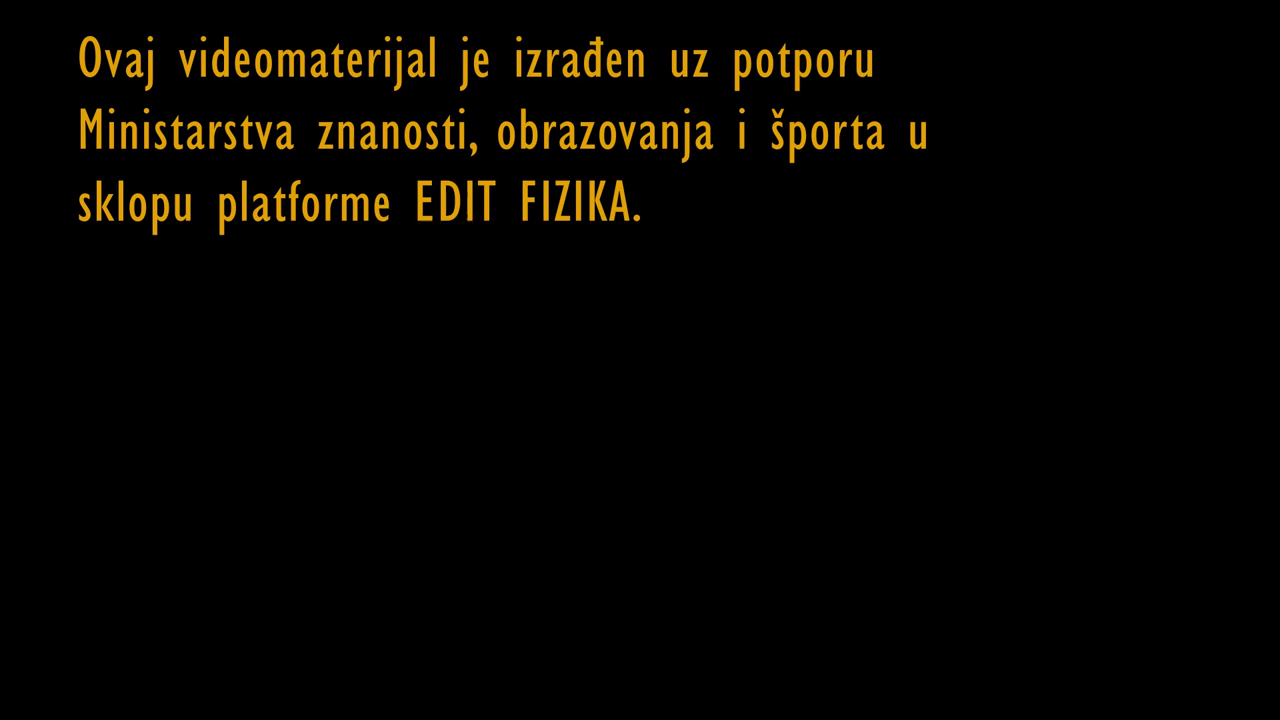 Ovaj videomaterijal je izrađen uz potporu
Ministarstva znanosti, obrazovanja i športa u
sklopu platforme EDIT FIZIKA.